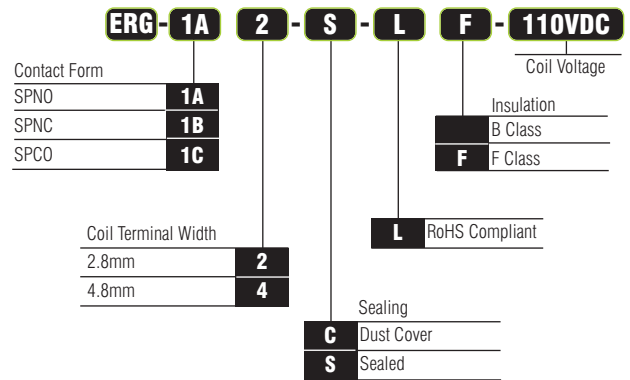 ERG - 1A 2 - S - L F - 110VDC
Coil Voltage
Contact Form
SPNO 1A
SPNC 1B
SPCO 1C
Insulation
B Class
F F Class
L RoHS Compliant
Coil Terminal Width
2.8mm 2
4.8mm 4
Sealing
C Dust Cover
S Sealed